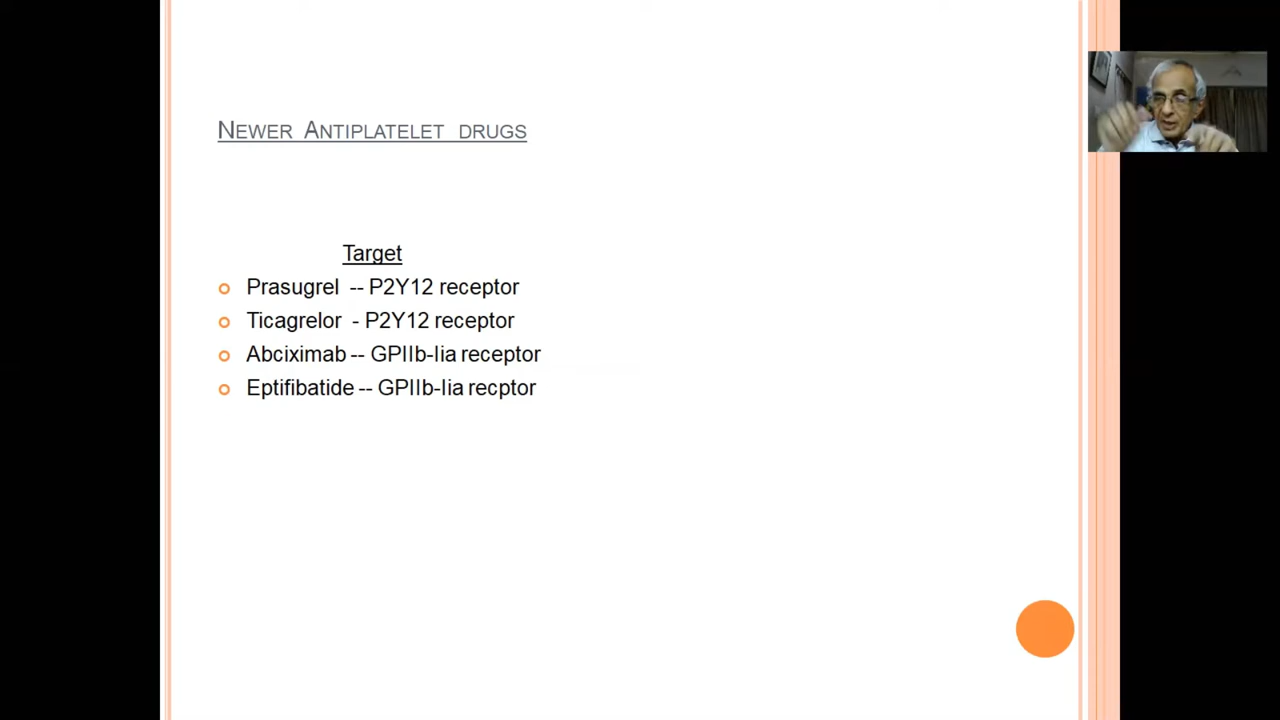 Newer Antiplatelet drugs
Target
Prasugrel -- P2Y12 receptor
Ticagrelor - P2Y12 receptor
Abciximab -- GPIIb-Iia receptor
Eptifibatide -- GPIIb-Iia recptor